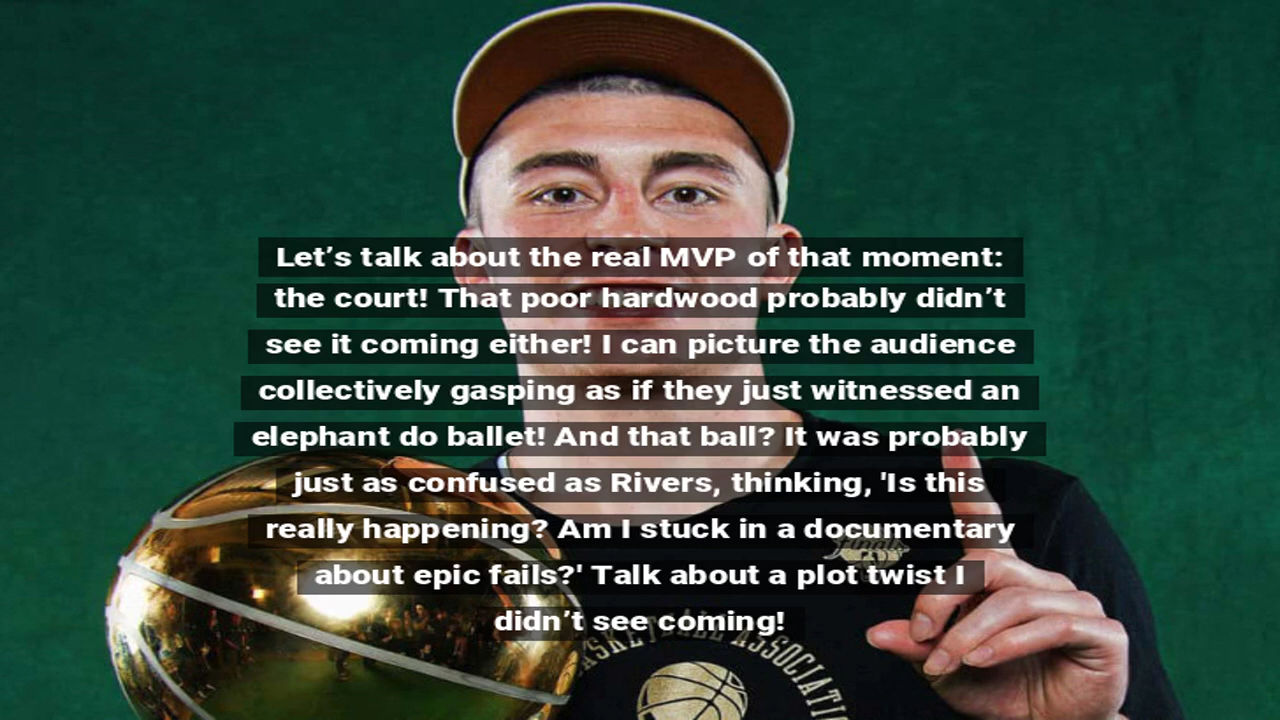 Let’s talk about the real MVP of that moment:
the court! That poor hardwood probably didn’t
see it coming either! I can picture the audience
collectively gasping as if they just witnessed an
elephant do ballet! And that ball? It was probably
just as confused as Rivers, thinking, 'Is this
really happening? Am I stuck in a documentary
about epic fails?' Talk about a plot twist I
didn’t see coming!